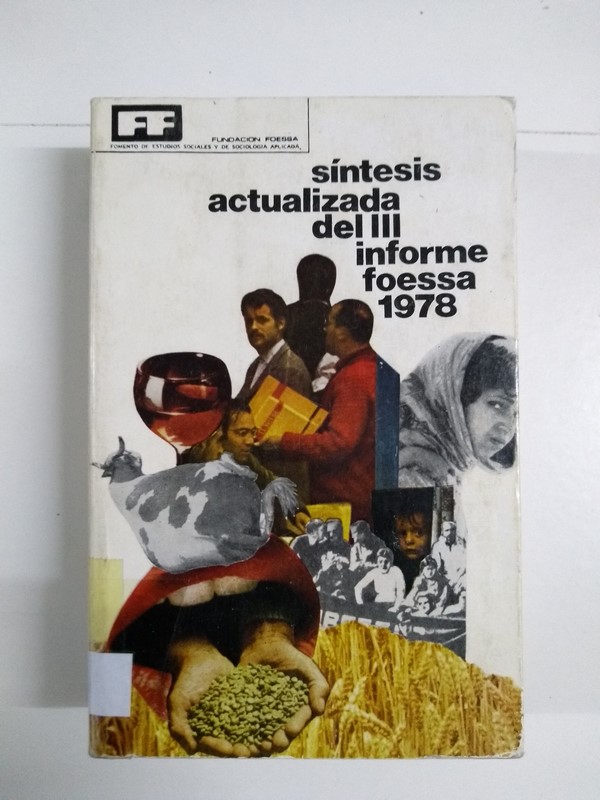 FF
FUNDACION FOESSA
FOMENTO DE ESTUDIOS SOCIALES Y DE SOCIOLOGIA APLICADA,
síntesis
actualizada
del III
informe
foessa
1978